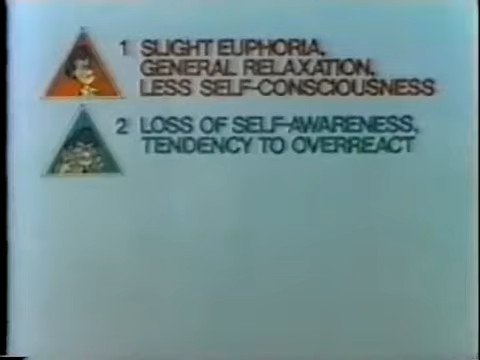 1 SLIGHT EUPHORIA,
GENERAL RELAXATION,
LESS SELF-CONSCIOUSNESS
2 LOSS OF SELF-AWARENESS,
TENDENCY TO OVERREACT